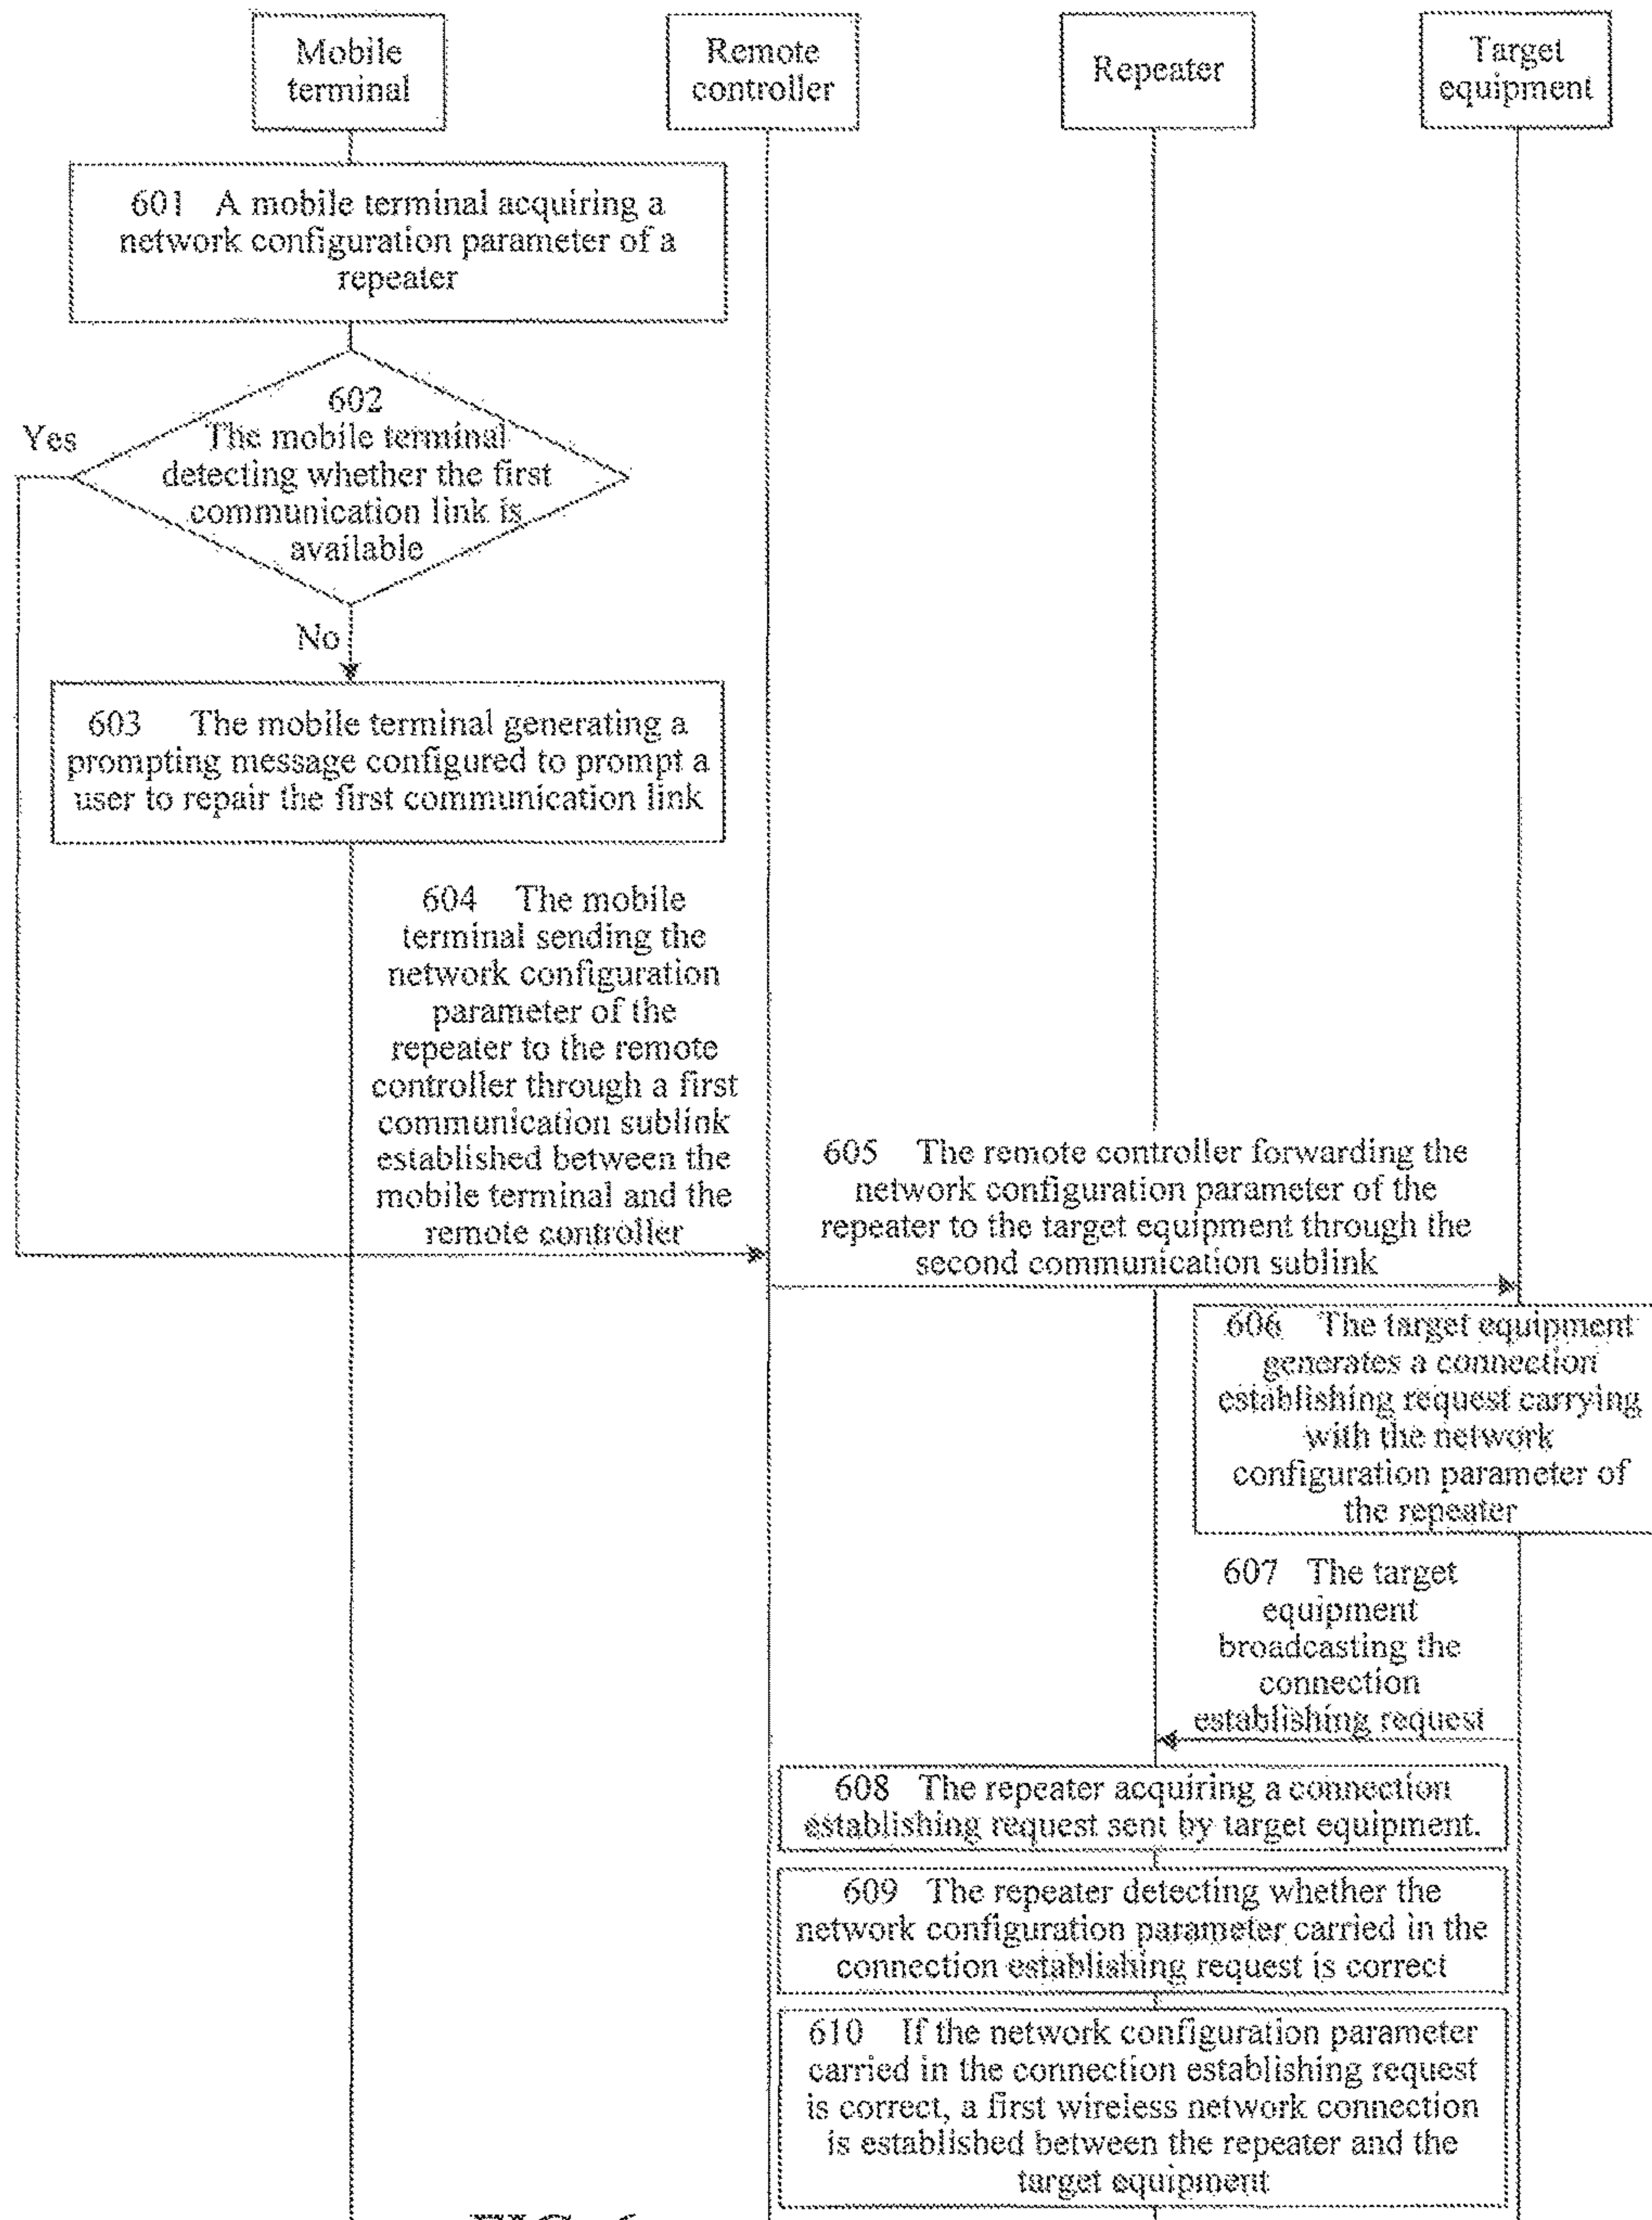 Mobile
terminal
Remote
controller
Repeater
Target
equipment
601 A mobile terminal acquiring a
network configuration parameter of a
repeater
602
The mobile terminal
detecting whether the first
communication link is
available
Yes
No
603 The mobile terminal generating a
prompting message configured to prompt a
user to repair the first communication link
604 The mobile
terminal sending the
network configuration
parameter of the
repeater to the remote
controller through a first
communication sublink
established between the
mobile terminal and the
remote controller
605 The remote controller forwarding the
network configuration parameter of the
repeater to the target equipment through the
second communication sublink
606 The target equipment
generates a connection
establishing request carrying
with the network
configuration parameter of
the repeater
607 The target
equipment
broadcasting the
connection
establishing request
608 The repeater acquiring a connection
establishing request sent by target equipment.
609 The repeater detecting whether the
network configuration parameter carried in the
connection establishing request is correct
610 If the network configuration parameter
carried in the connection establishing request
is correct, a first wireless network connection
is established between the repeater and the
target equipment